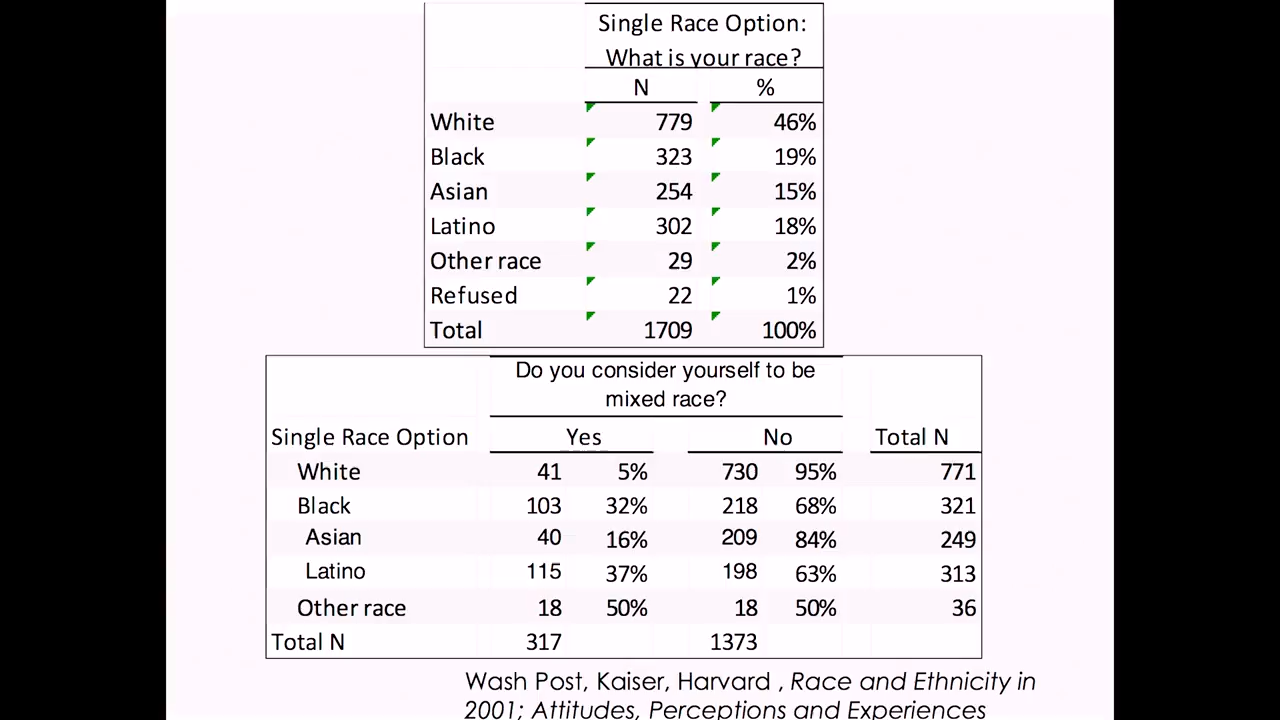 Single Race Option:
What is your race?
N %
White 779 46%
Black 323 19%
Asian 254 15%
Latino 302 18%
Other race 29 2%
Refused 22 1%
Total 1709 100%
Do you consider yourself to be
mixed race?
Single Race Option Yes No Total N
White 41 5% 730 95% 771
Black 103 32% 218 68% 321
Asian 40 16% 209 84% 249
Latino 115 37% 198 63% 313
Other race 18 50% 18 50% 36
Total N 317 1373
Wash Post, Kaiser, Harvard , Race and Ethnicity in
2001; Attitudes, Perceptions and Experiences